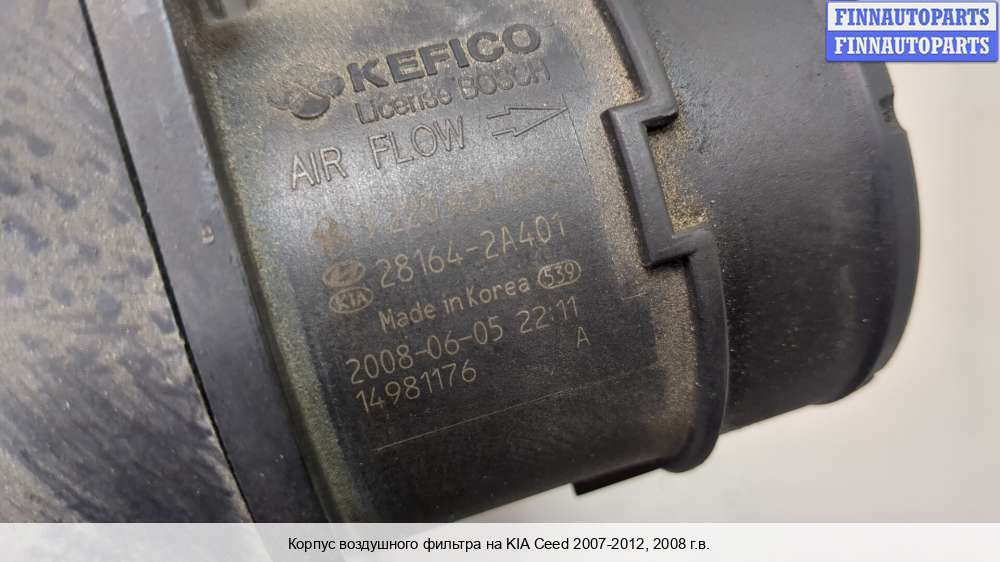 FINNAUTOPARTS
FINNAUTOPARTS
KEFICO
License BOSCH
AIR FLOW
28164-2A401
KIA
Made in Korea 539
2008-06-05 22:11
14981176 A
Корпус воздушного фильтра на KIA Ceed 2007-2012, 2008 г.в.